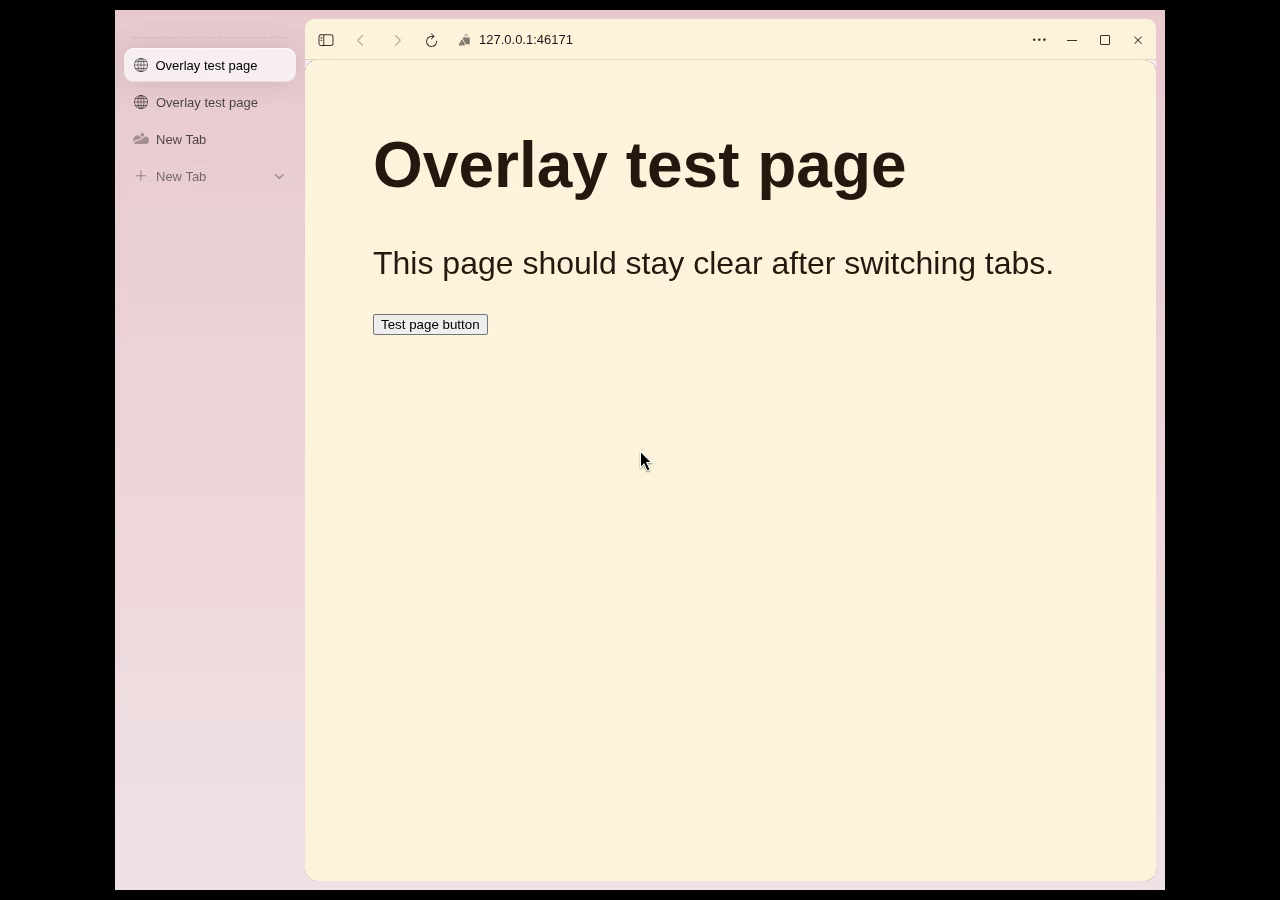 127.0.0.1:46171
Overlay test page
Overlay test page
New Tab
New Tab
Overlay test page
This page should stay clear after switching tabs.
Test page button